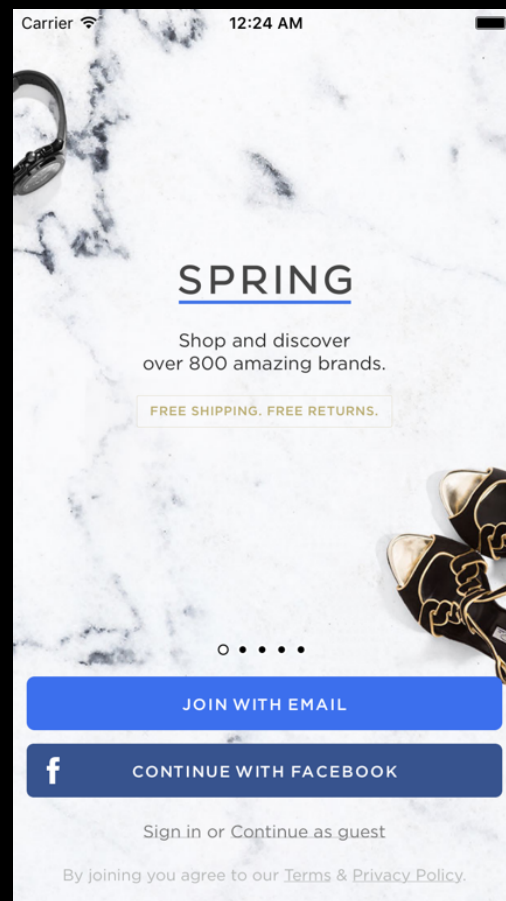 Carrier 12:24 AM
SPRING
Shop and discover
over 800 amazing brands.
FREE SHIPPING. FREE RETURNS.
JOIN WITH EMAIL
f CONTINUE WITH FACEBOOK
Sign in or Continue as guest
By joining you agree to our Terms & Privacy Policy.